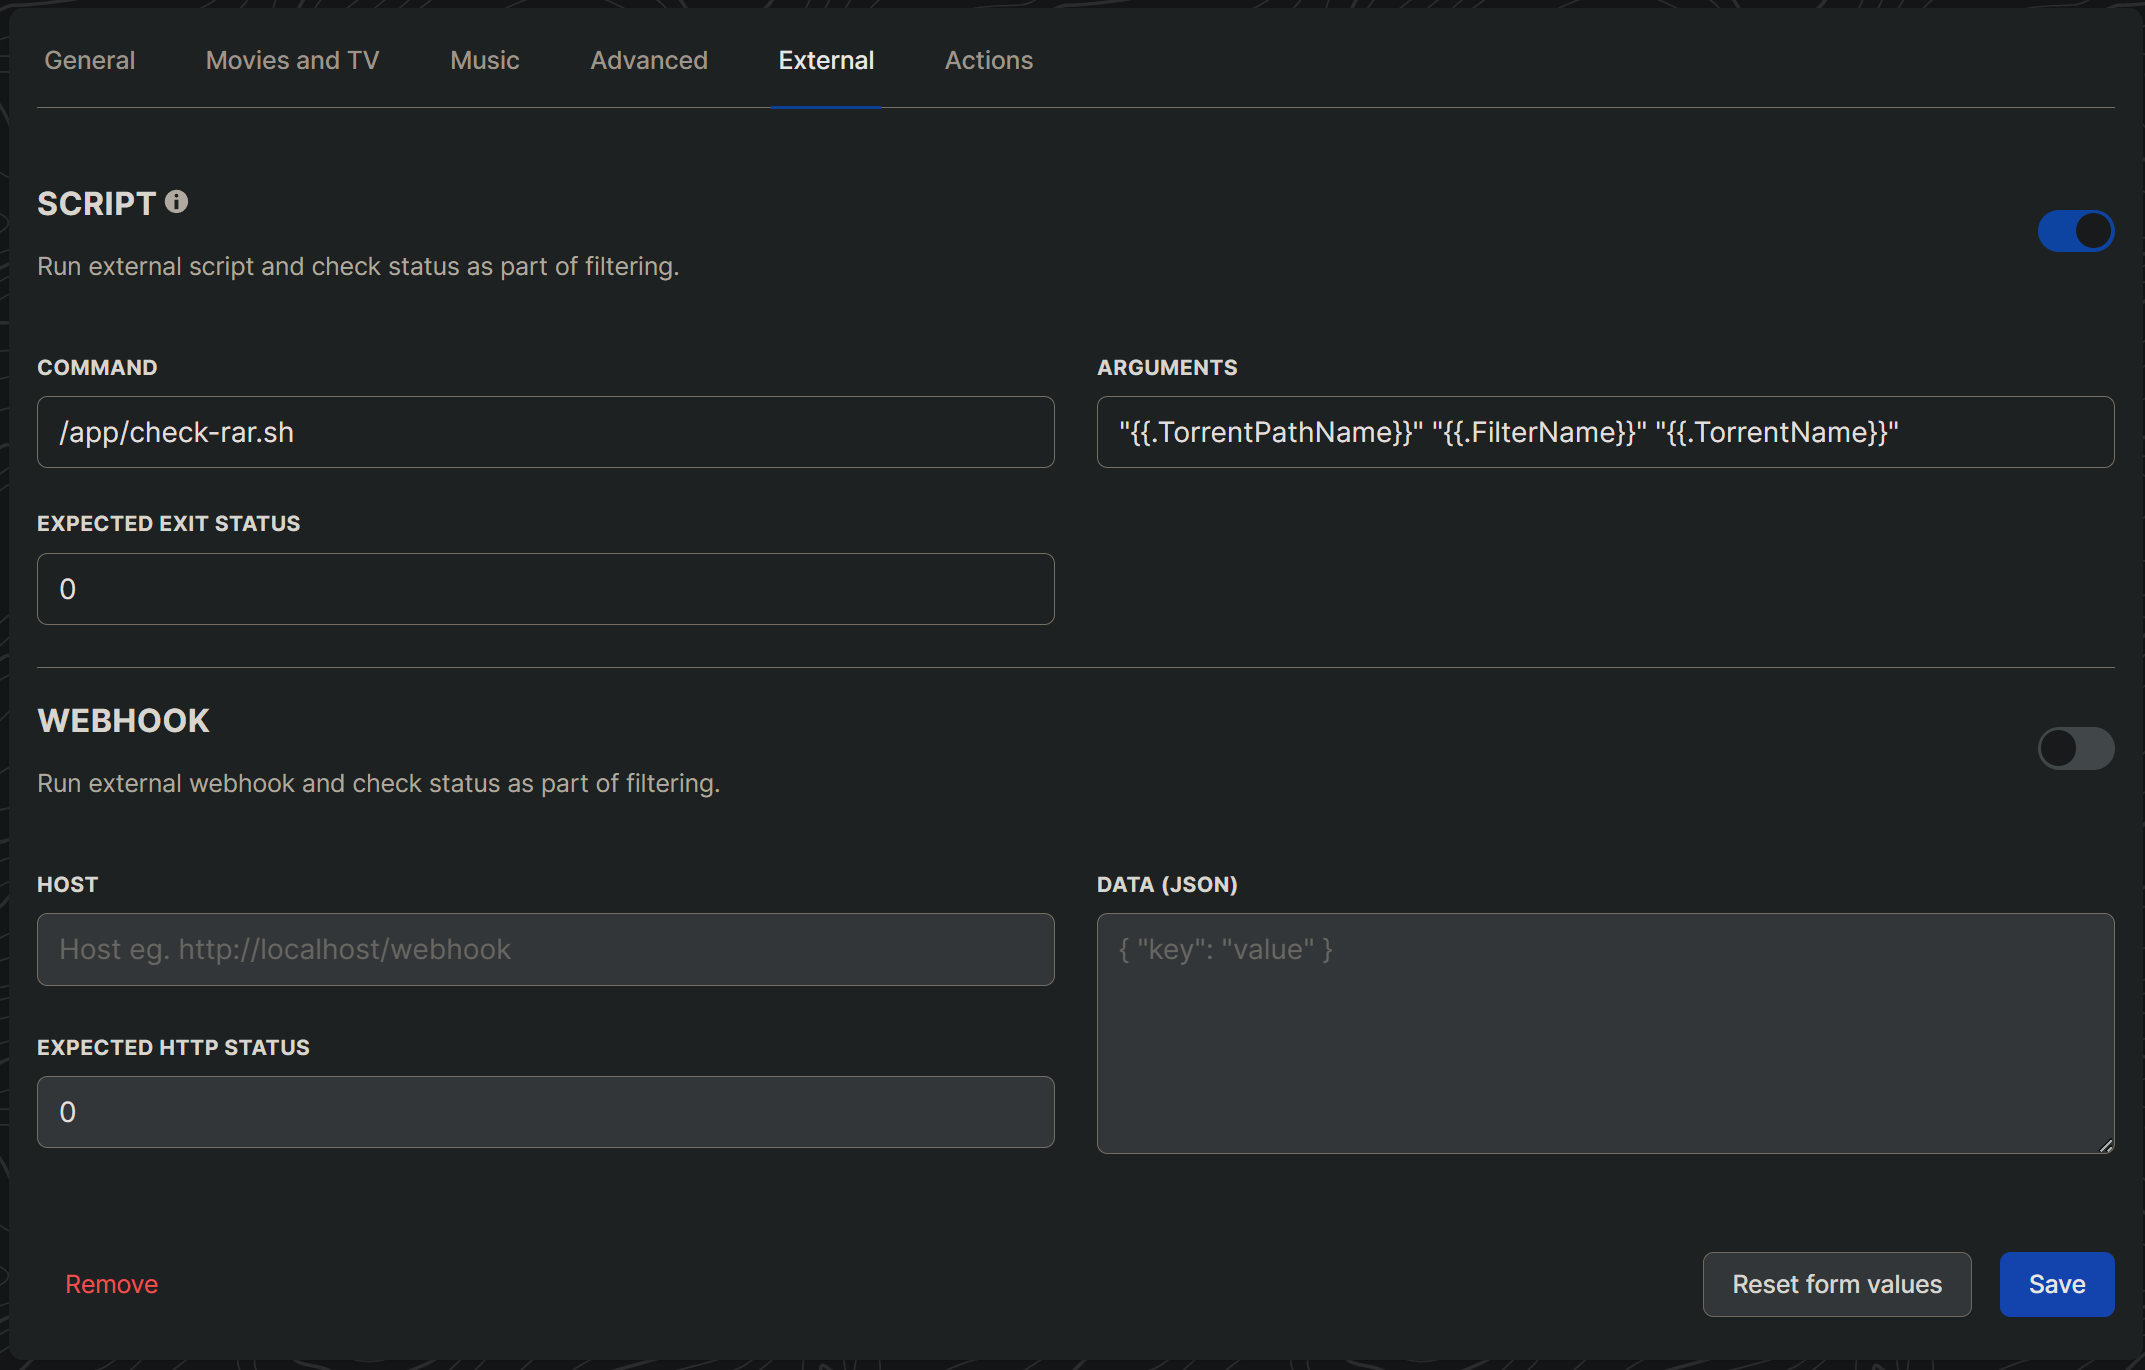 General Movies and TV Music Advanced External Actions
SCRIPT
Run external script and check status as part of filtering.
COMMAND
/app/check-rar.sh
ARGUMENTS
"{{.TorrentPathName}}" "{{.FilterName}}" "{{.TorrentName}}"
EXPECTED EXIT STATUS
0
WEBHOOK
Run external webhook and check status as part of filtering.
HOST
Host eg. http://localhost/webhook
DATA (JSON)
{ "key": "value" }
EXPECTED HTTP STATUS
0
Remove Reset form values Save